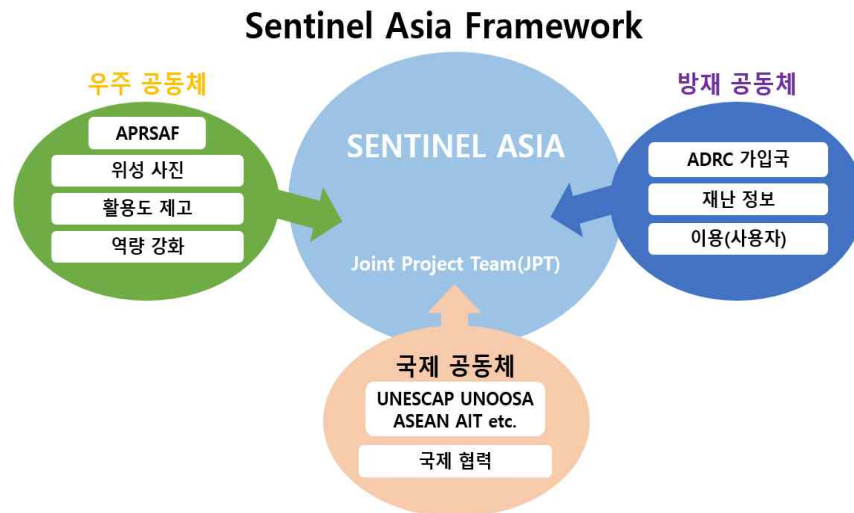 Sentinel Asia Framework
우주 공동체
APRSAF
위성 사진
활용도 제고
역량 강화
SENTINEL ASIA
Joint Project Team(JPT)
방재 공동체
ADRC 가입국
재난 정보
이용(사용자)
국제 공동체
UNESCAP UNOOSA
ASEAN AIT etc.
국제 협력